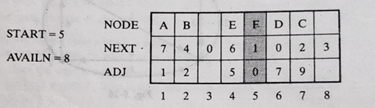 START = 5
AVAILN = 8
NODE A B E F D C
NEXT 7 4 0 6 1 0 2 3
ADJ 1 2 5 0 7 9
1 2 3 4 5 6 7 8